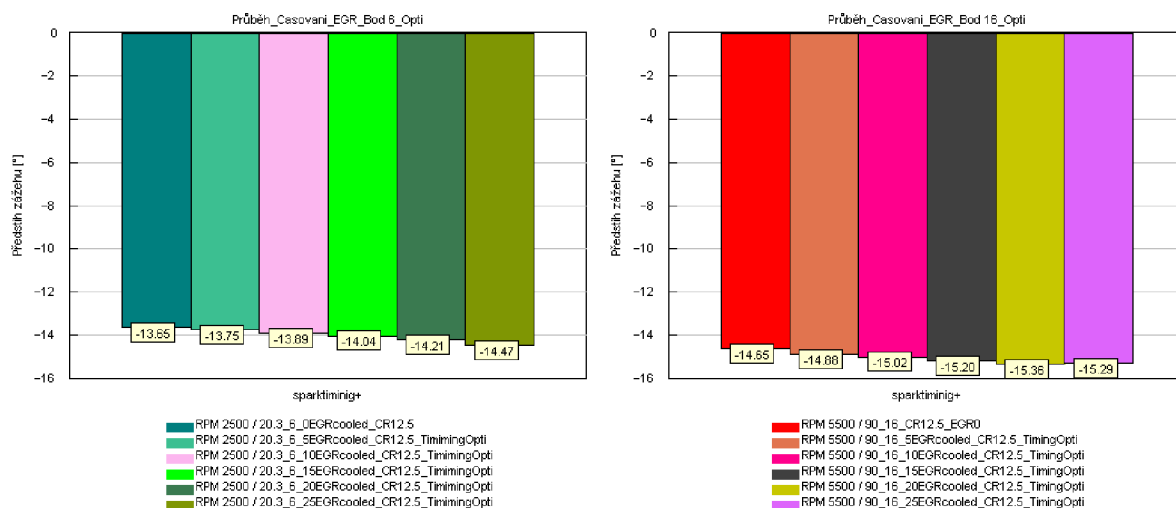 Průběh_Casovani_EGR_Bod 6_Opti
0
−2
−4
−6
−8
−10
−12
−14
−16
Předstih zážehu [°]
-13.65
-13.75
-13.89
-14.04
-14.21
-14.47
sparktiminig+
RPM 2500 / 20.3_6_0EGRcooled_CR12.5
RPM 2500 / 20.3_6_5EGRcooled_CR12.5_TimimingOpti
RPM 2500 / 20.3_6_10EGRcooled_CR12.5_TimimingOpti
RPM 2500 / 20.3_6_15EGRcooled_CR12.5_TimimingOpti
RPM 2500 / 20.3_6_20EGRcooled_CR12.5_TimimingOpti
RPM 2500 / 20.3_6_25EGRcooled_CR12.5_TimimingOpti
Průběh_Casovani_EGR_Bod 16_Opti
0
−2
−4
−6
−8
−10
−12
−14
−16
Předstih zážehu [°]
-14.65
-14.88
-15.02
-15.20
-15.36
-15.29
sparktiminig+
RPM 5500 / 90_16_CR12.5_EGR0
RPM 5500 / 90_16_5EGRcooled_CR12.5_TimingOpti
RPM 5500 / 90_16_10EGRcooled_CR12.5_TimingOpti
RPM 5500 / 90_16_15EGRcooled_CR12.5_TimingOpti
RPM 5500 / 90_16_20EGRcooled_CR12.5_TimingOpti
RPM 5500 / 90_16_25EGRcooled_CR12.5_TimingOpti